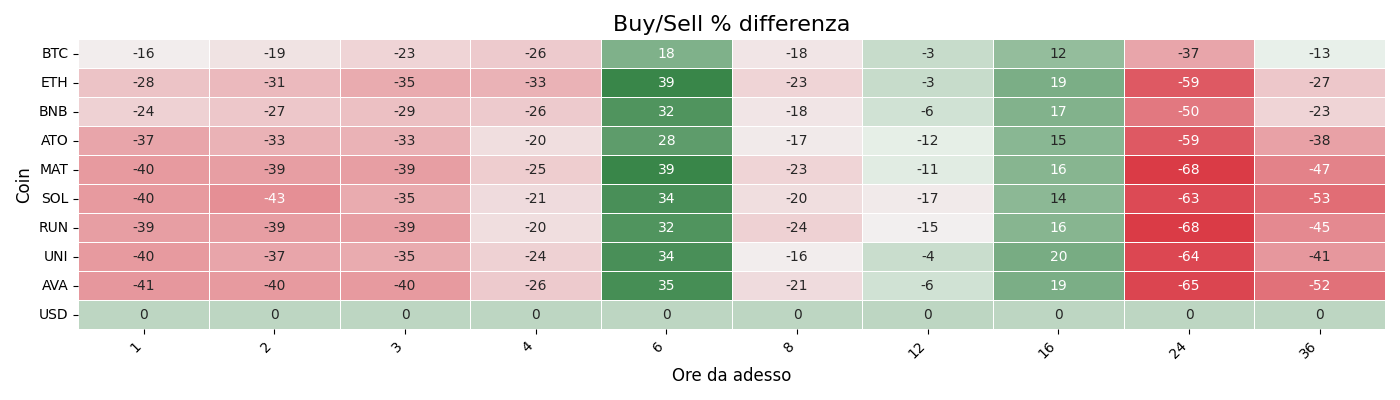 Buy/Sell % differenza
Coin
BTC -16 -19 -23 -26 18 -18 -3 12 -37 -13
ETH -28 -31 -35 -33 39 -23 -3 19 -59 -27
BNB -24 -27 -29 -26 32 -18 -6 17 -50 -23
ATO -37 -33 -33 -20 28 -17 -12 15 -59 -38
MAT -40 -39 -39 -25 39 -23 -11 16 -68 -47
SOL -40 -43 -35 -21 34 -20 -17 14 -63 -53
RUN -39 -39 -39 -20 32 -24 -15 16 -68 -45
UNI -40 -37 -35 -24 34 -16 -4 20 -64 -41
AVA -41 -40 -40 -26 35 -21 -6 19 -65 -52
USD 0 0 0 0 0 0 0 0 0 0
1 2 3 4 6 8 12 16 24 36
Ore da adesso